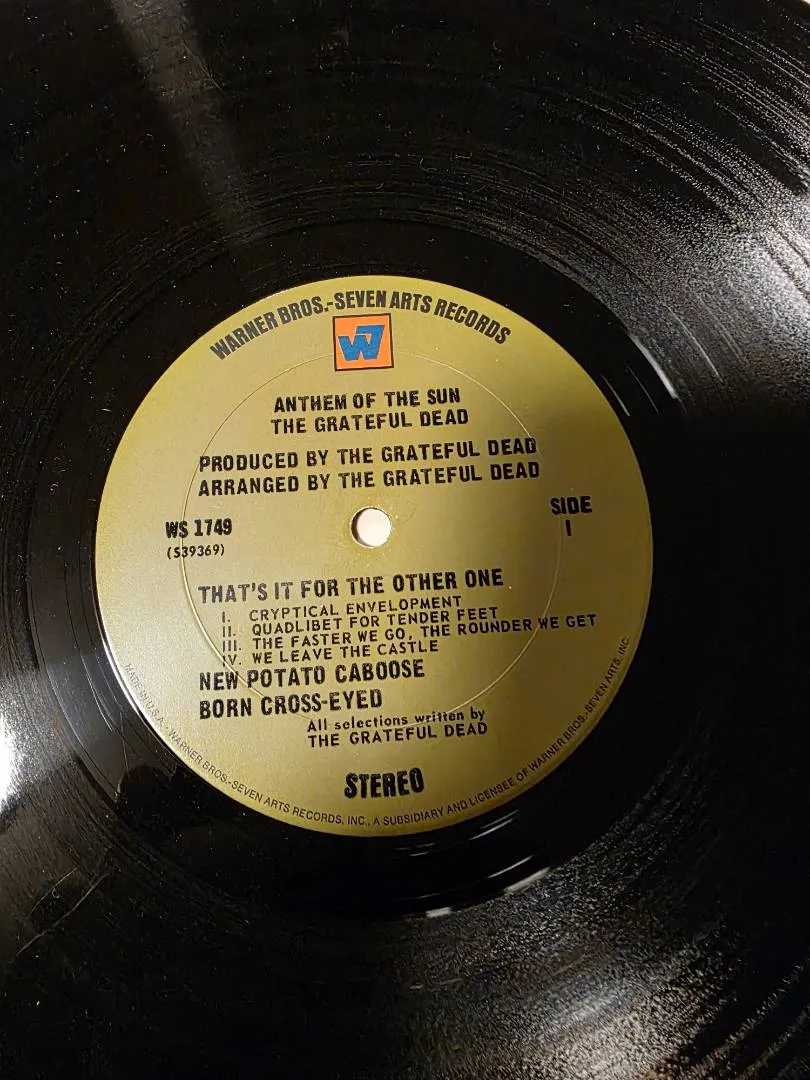 WARNER BROS.-SEVEN ARTS RECORDS
W7
ANTHEM OF THE SUN
THE GRATEFUL DEAD
PRODUCED BY THE GRATEFUL DEAD
ARRANGED BY THE GRATEFUL DEAD
WS 1749
(S39369)
SIDE
1
THAT'S IT FOR THE OTHER ONE
I. CRYPTICAL ENVELOPMENT
II. QUADLIBET FOR TENDER FEET
III. THE FASTER WE GO, THE ROUNDER WE GET
IV. WE LEAVE THE CASTLE
NEW POTATO CABOOSE
BORN CROSS-EYED
All selections written by
THE GRATEFUL DEAD
STEREO
MADE IN U.S.A., WARNER BROS.-SEVEN ARTS RECORDS, INC., A SUBSIDIARY AND LICENSEE OF WARNER BROS.-SEVEN ARTS, INC.